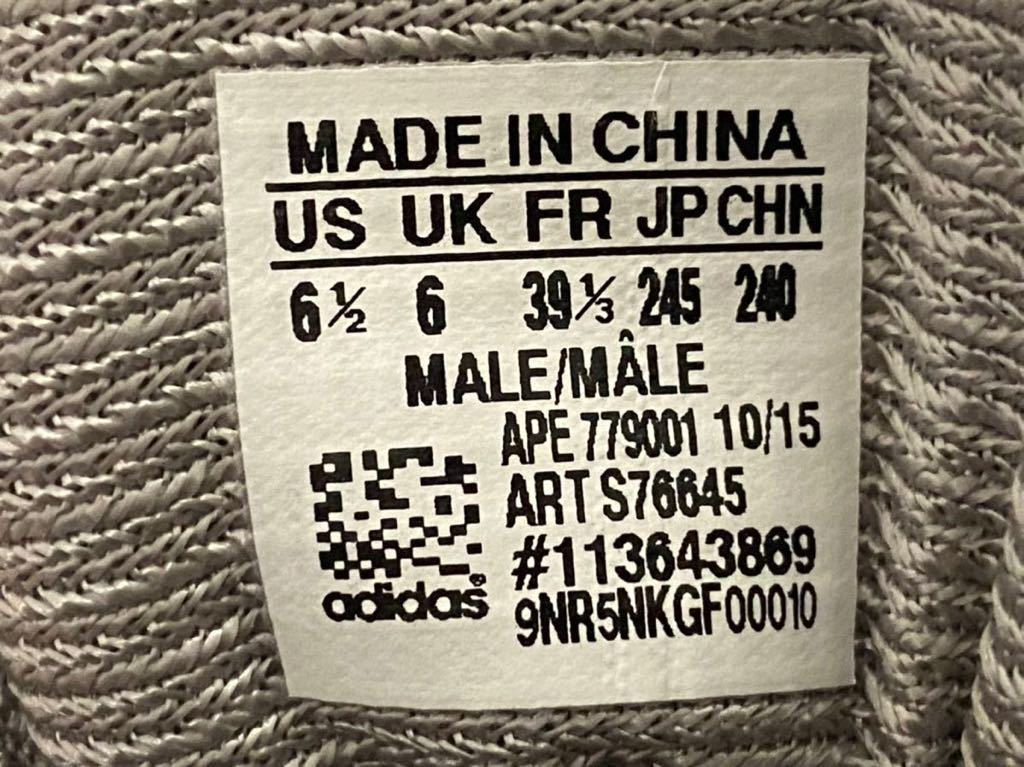 MADE IN CHINA
US UK FR JP CHN
6½ 6 39⅓ 245 240
MALE/MÂLE
APE 779001 10/15
ART S76645
#113643869
9NR5NKGF00010
adidas®